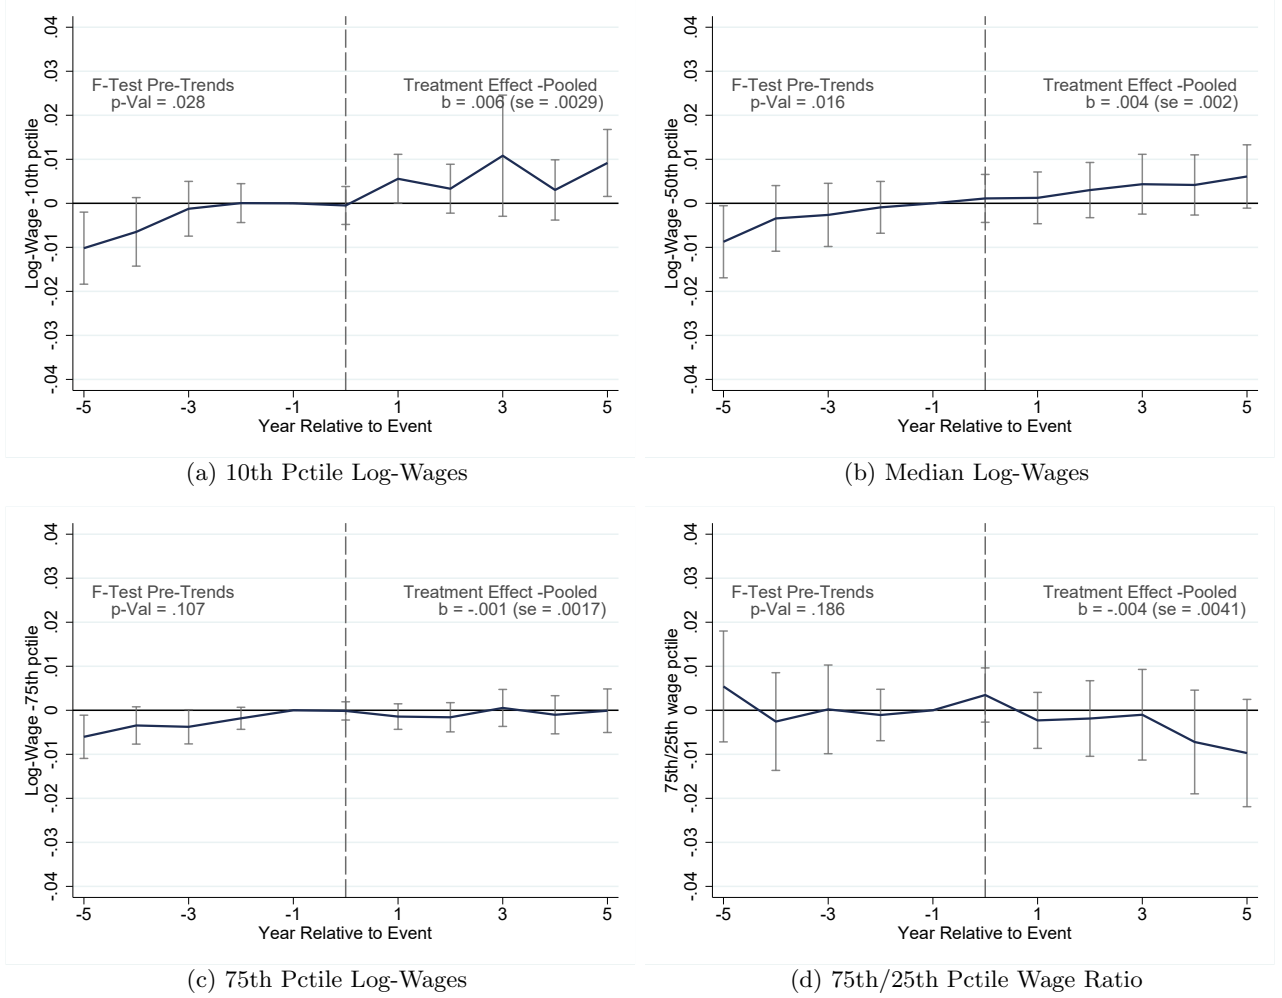 Log-Wage -10th pctile
.04
.03
.02
.01
0
-.01
-.02
-.03
-.04
F-Test Pre-Trends
p-Val = .028
Treatment Effect -Pooled
b = .006 (se = .0029)
-5 -3 -1 1 3 5
Year Relative to Event
(a) 10th Pctile Log-Wages
Log-Wage -50th pctile
.04
.03
.02
.01
0
-.01
-.02
-.03
-.04
F-Test Pre-Trends
p-Val = .016
Treatment Effect -Pooled
b = .004 (se = .002)
-5 -3 -1 1 3 5
Year Relative to Event
(b) Median Log-Wages
Log-Wage -75th pctile
.04
.03
.02
.01
0
-.01
-.02
-.03
-.04
F-Test Pre-Trends
p-Val = .107
Treatment Effect -Pooled
b = -.001 (se = .0017)
-5 -3 -1 1 3 5
Year Relative to Event
(c) 75th Pctile Log-Wages
75th/25th wage pctile
.04
.03
.02
.01
0
-.01
-.02
-.03
-.04
F-Test Pre-Trends
p-Val = .186
Treatment Effect -Pooled
b = -.004 (se = .0041)
-5 -3 -1 1 3 5
Year Relative to Event
(d) 75th/25th Pctile Wage Ratio